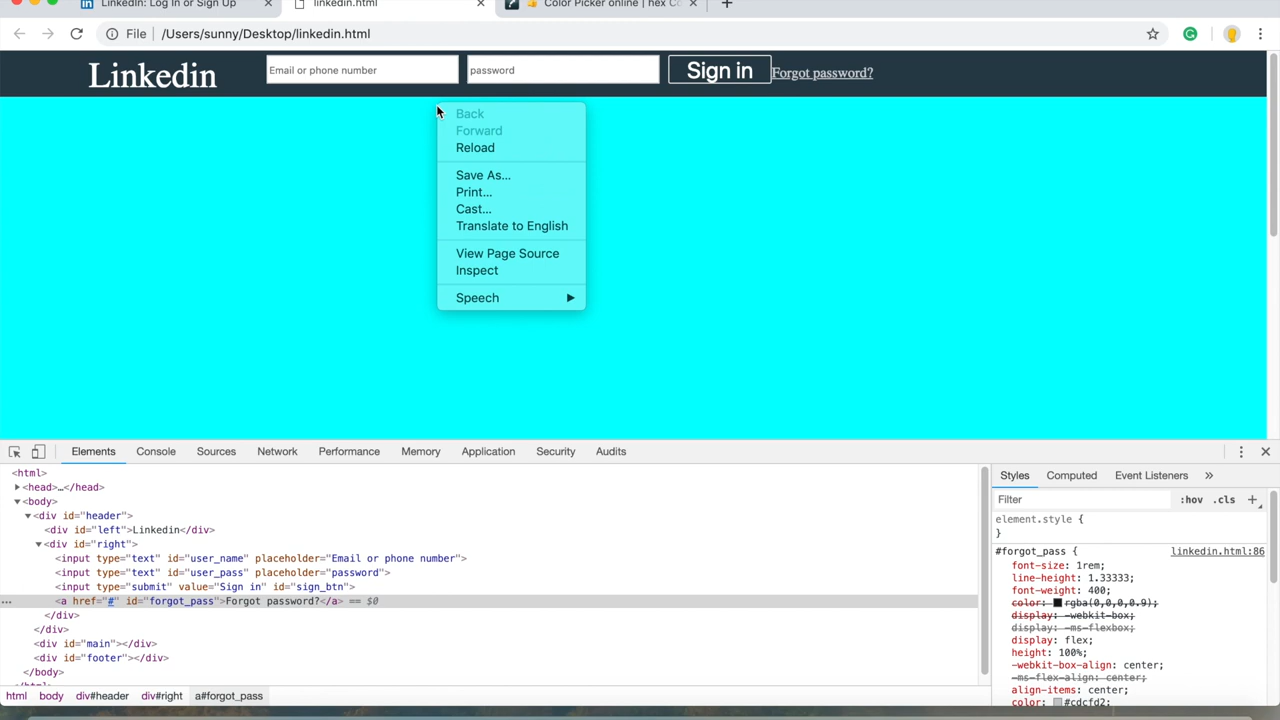 LinkedIn: Log In or Sign Up
linkedin.html
Color Picker online | hex Co
File
/Users/sunny/Desktop/linkedin.html
Linkedin
Email or phone number
password
Sign in
Forgot password?
Back
Forward
Reload
Save As...
Print...
Cast...
Translate to English
View Page Source
Inspect
Speech
Elements Console Sources Network Performance Memory Application Security Audits
<html>
<head>…</head>
<body>
<div id="header">
<div id="left">Linkedin</div>
<div id="right">
<input type="text" id="user_name" placeholder="Email or phone number">
<input type="text" id="user_pass" placeholder="password">
<input type="submit" value="Sign in" id="sign_btn">
<a href="#" id="forgot_pass">Forgot password?</a> == $0
</div>
</div>
<div id="main"></div>
<div id="footer"></div>
</body>
html body div#header div#right a#forgot_pass
Styles Computed Event Listeners »
Filter :hov .cls +
element.style {
}
#forgot_pass { linkedin.html:86
font-size: 1rem;
line-height: 1.33333;
font-weight: 400;
color: rgba(0,0,0,0.9);
display: -webkit-box;
display: -ms-flexbox;
display: flex;
height: 100%;
-webkit-box-align: center;
-ms-flex-align: center;
align-items: center;
color: #cdcfd2;